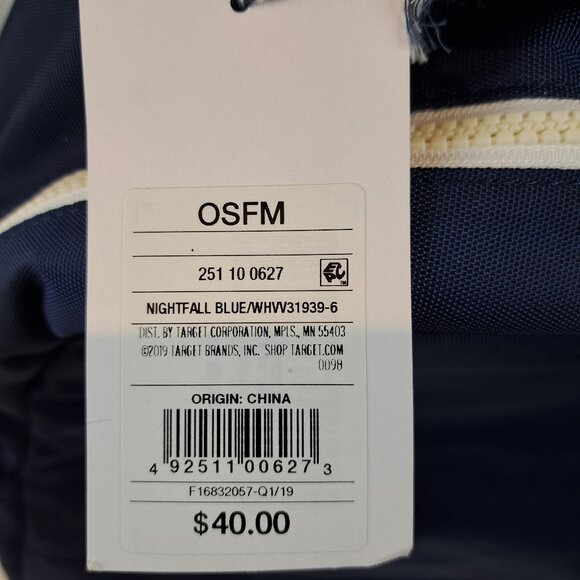 OSFM
251 10 0627
NIGHTFALL BLUE/WHVV31939-6
DIST. BY TARGET CORPORATION, MPLS., MN 55403
©2019 TARGET BRANDS, INC. SHOP TARGET.COM
0098
ORIGIN: CHINA
4 92511 00627 3
F16832057-Q1/19
$40.00